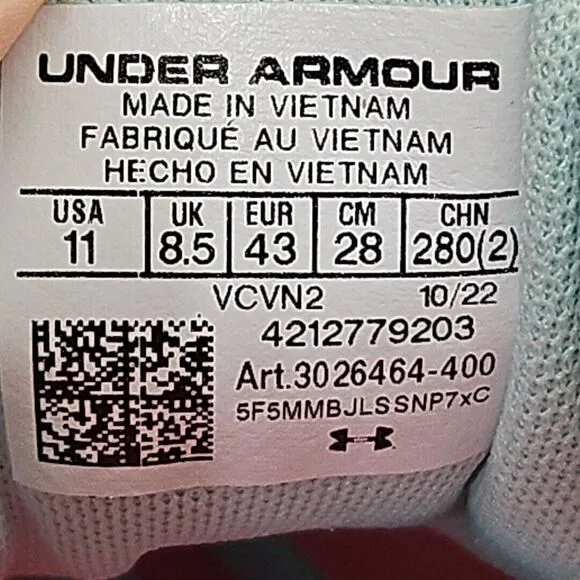 UNDER ARMOUR
MADE IN VIETNAM
FABRIQUÉ AU VIETNAM
HECHO EN VIETNAM
USA UK EUR CM CHN
11 8.5 43 28 280(2)
VCVN2 10/22
4212779203
Art.3026464-400
5F5MMBJLSSNP7xC